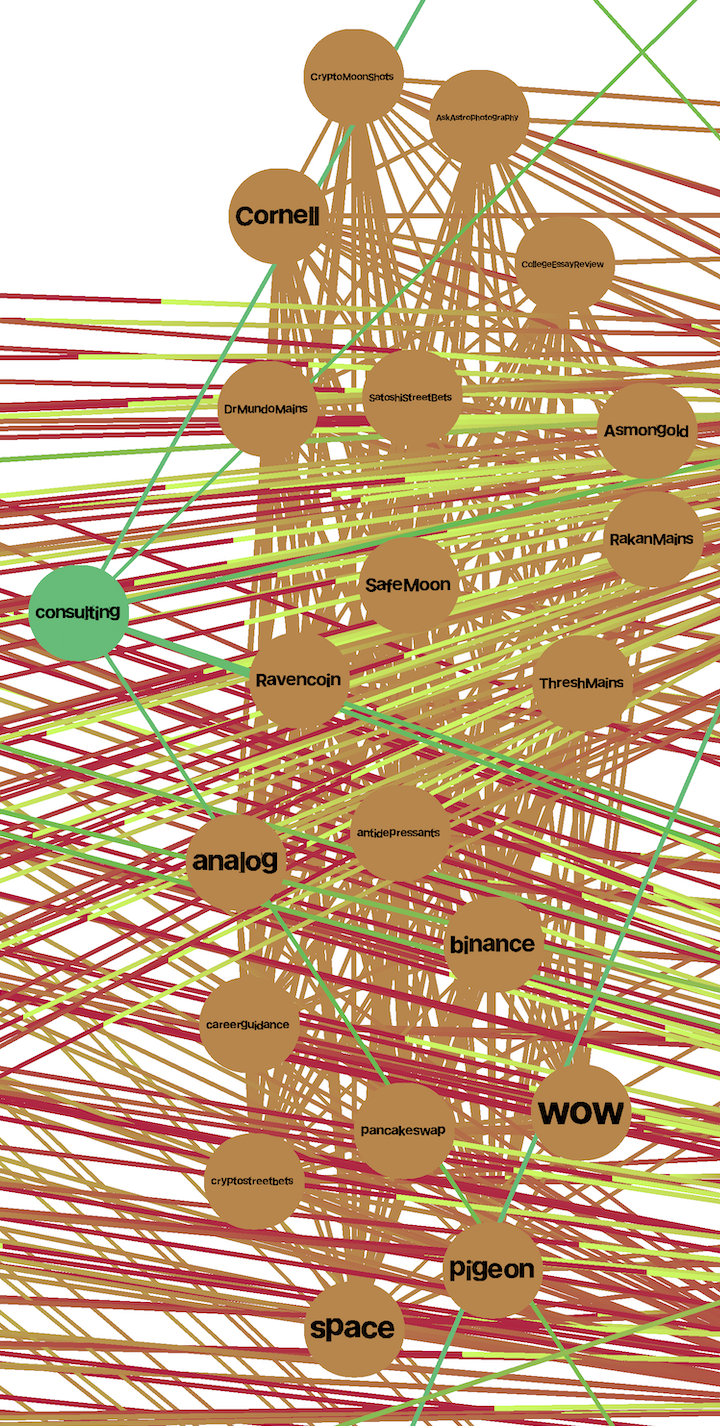 CryptoMoonShots
AskAstrophotography
Cornell
CollegeEssayReview
SatoshiStreetBets
DrMundoMains
Asmongold
RakanMains
SafeMoon
consulting
Ravencoin
ThreshMains
antidepressants
analog
binance
careerguidance
wow
pancakeswap
cryptostreetbets
pigeon
space